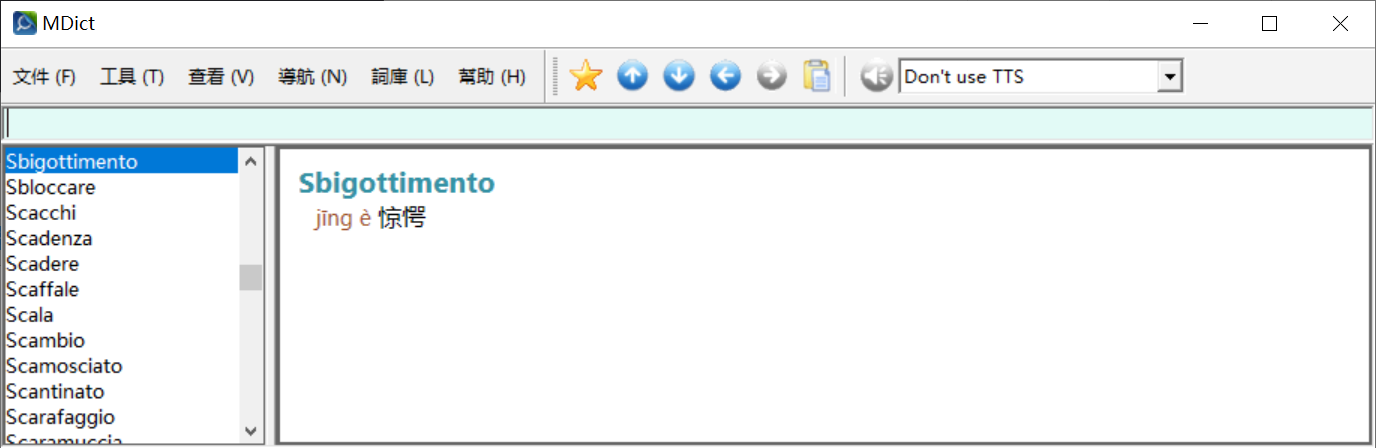 MDict
文件 (F) 工具 (T) 查看 (V) 導航 (N) 詞庫 (L) 幫助 (H) Don't use TTS
Sbigottimento
Sbloccare
Scacchi
Scadenza
Scadere
Scaffale
Scala
Scambio
Scamosciato
Scantinato
Scarafaggio
Scaramuccia
Sbigottimento
jīng è 惊愕